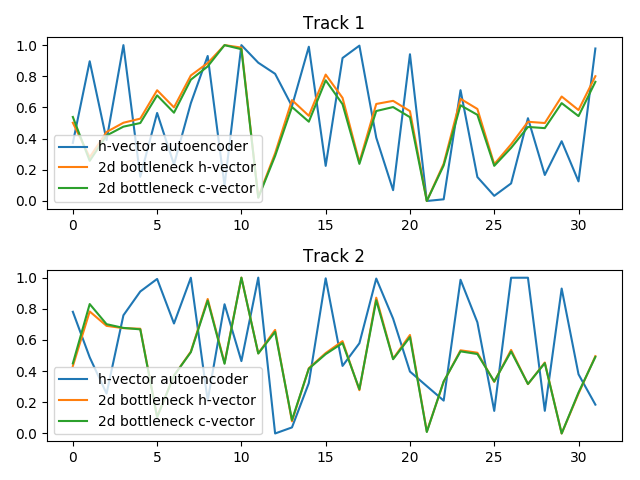 Track 1
1.0
0.8
0.6
0.4
0.2
0.0
h-vector autoencoder
2d bottleneck h-vector
2d bottleneck c-vector
0 5 10 15 20 25 30
Track 2
1.0
0.8
0.6
0.4
0.2
0.0
h-vector autoencoder
2d bottleneck h-vector
2d bottleneck c-vector
0 5 10 15 20 25 30